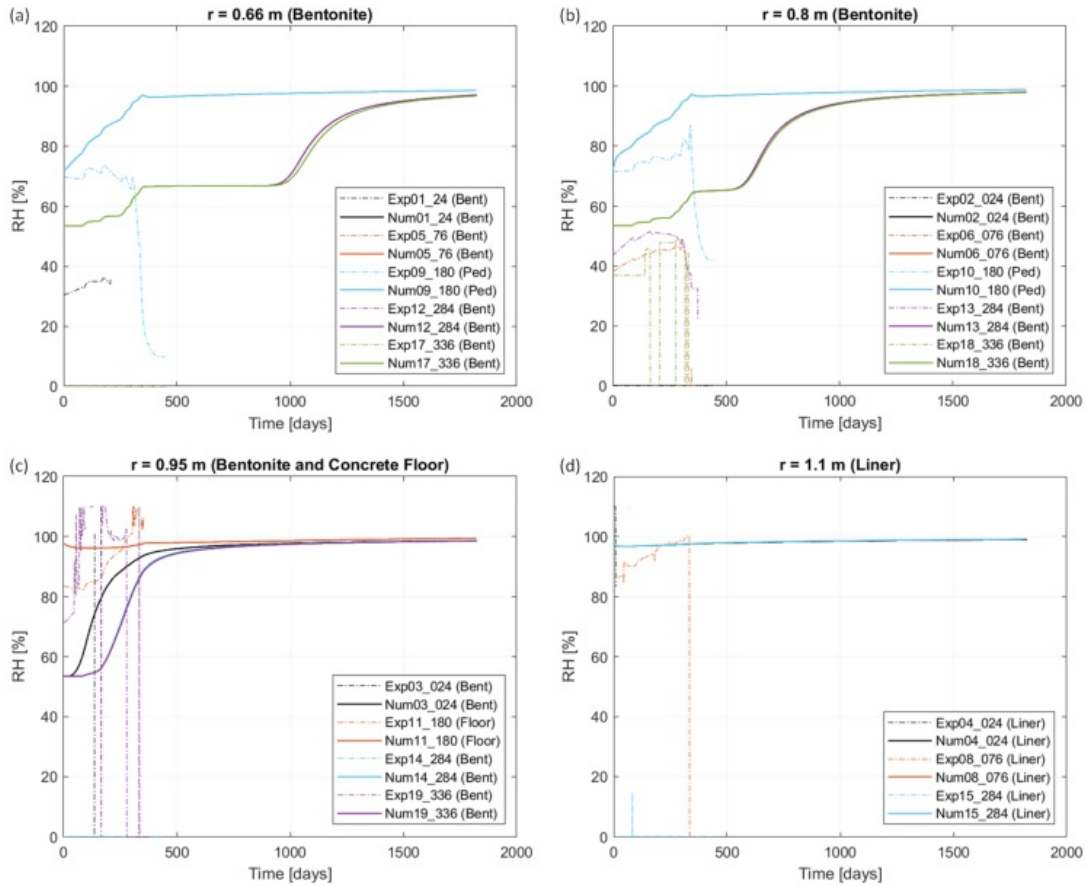 (a)
r = 0.66 m (Bentonite)
120
100
80
60
40
20
0
RH [%]
0
500
1000
1500
2000
Time [days]
Exp01_24 (Bent)
Num01_24 (Bent)
Exp05_76 (Bent)
Num05_76 (Bent)
Exp09_180 (Ped)
Num09_180 (Ped)
Exp12_284 (Bent)
Num12_284 (Bent)
Exp17_336 (Bent)
Num17_336 (Bent)
(b)
r = 0.8 m (Bentonite)
120
100
80
60
40
20
0
RH [%]
0
500
1000
1500
2000
Time [days]
Exp02_024 (Bent)
Num02_024 (Bent)
Exp06_076 (Bent)
Num06_076 (Bent)
Exp10_180 (Ped)
Num10_180 (Ped)
Exp13_284 (Bent)
Num13_284 (Bent)
Exp18_336 (Bent)
Num18_336 (Bent)
(c)
r = 0.95 m (Bentonite and Concrete Floor)
120
100
80
60
40
20
0
RH [%]
0
500
1000
1500
2000
Time [days]
Exp03_024 (Bent)
Num03_024 (Bent)
Exp11_180 (Floor)
Num11_180 (Floor)
Exp14_284 (Bent)
Num14_284 (Bent)
Exp19_336 (Bent)
Num19_336 (Bent)
(d)
r = 1.1 m (Liner)
120
100
80
60
40
20
0
RH [%]
0
500
1000
1500
2000
Time [days]
Exp04_024 (Liner)
Num04_024 (Liner)
Exp08_076 (Liner)
Num08_076 (Liner)
Exp15_284 (Liner)
Num15_284 (Liner)